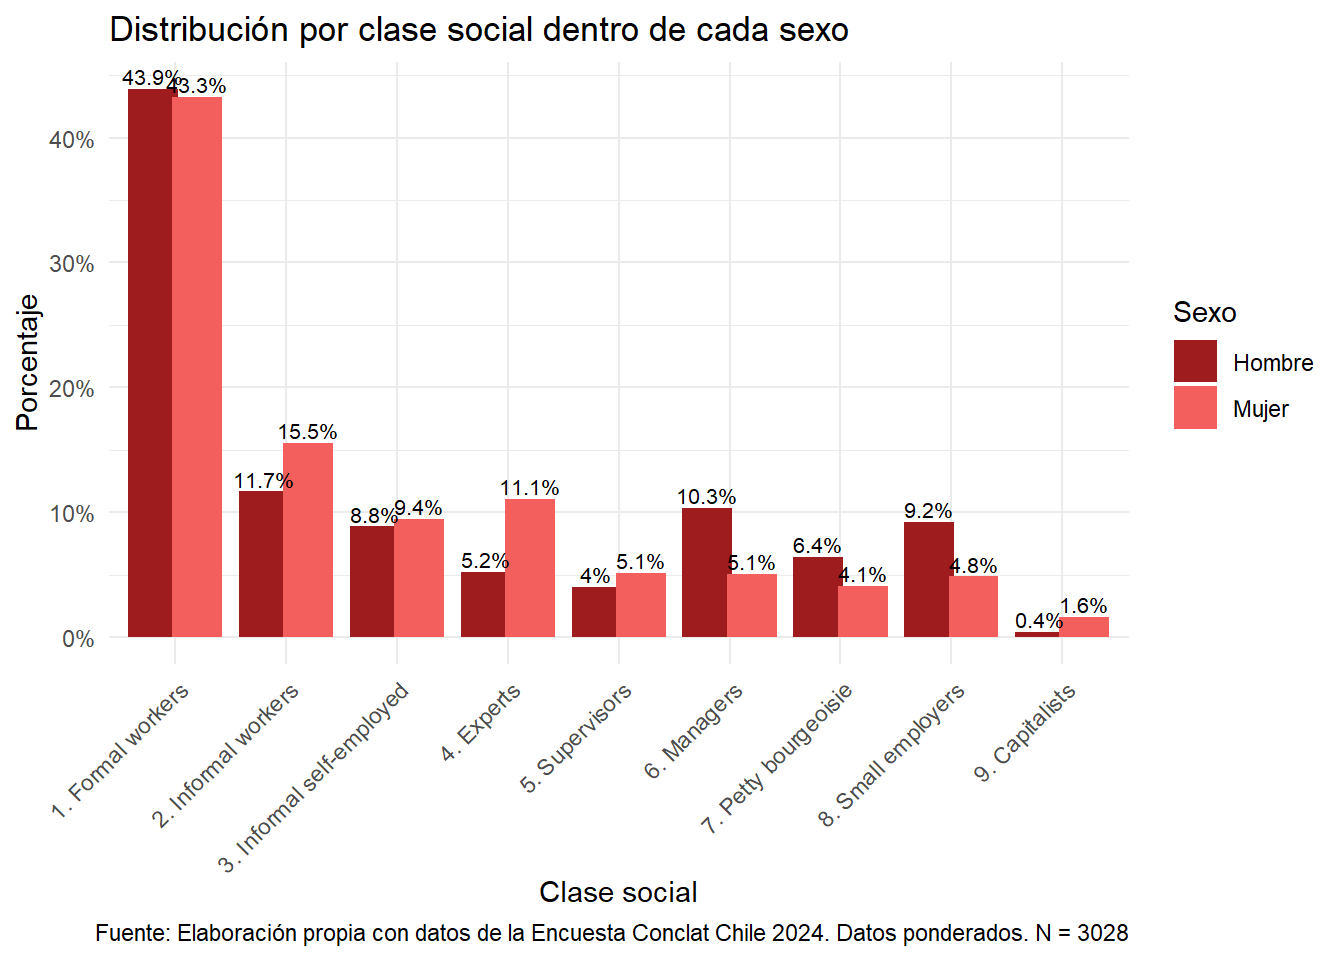 Distribución por clase social dentro de cada sexo
Porcentaje
40%
30%
20%
10%
0%
43.9%
43.3%
11.7%
15.5%
8.8%
9.4%
5.2%
11.1%
4%
5.1%
10.3%
5.1%
6.4%
4.1%
9.2%
4.8%
0.4%
1.6%
1. Formal workers
2. Informal workers
3. Informal self-employed
4. Experts
5. Supervisors
6. Managers
7. Petty bourgeoisie
8. Small employers
9. Capitalists
Clase social
Sexo
Hombre
Mujer
Fuente: Elaboración propia con datos de la Encuesta Conclat Chile 2024. Datos ponderados. N = 3028